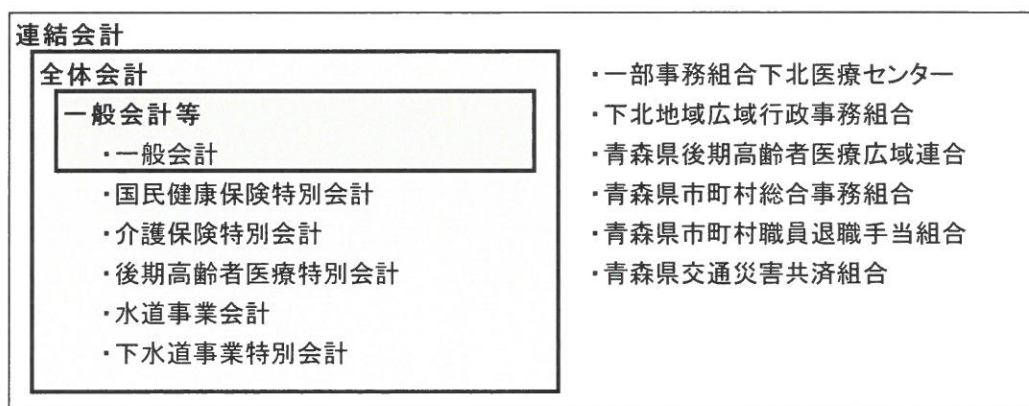 連結会計
全体会計
一般会計等
・一般会計
・国民健康保険特別会計
・介護保険特別会計
・後期高齢者医療特別会計
・水道事業会計
・下水道事業特別会計
・一部事務組合下北医療センター
・下北地域広域行政事務組合
・青森県後期高齢者医療広域連合
・青森県市町村総合事務組合
・青森県市町村職員退職手当組合
・青森県交通災害共済組合